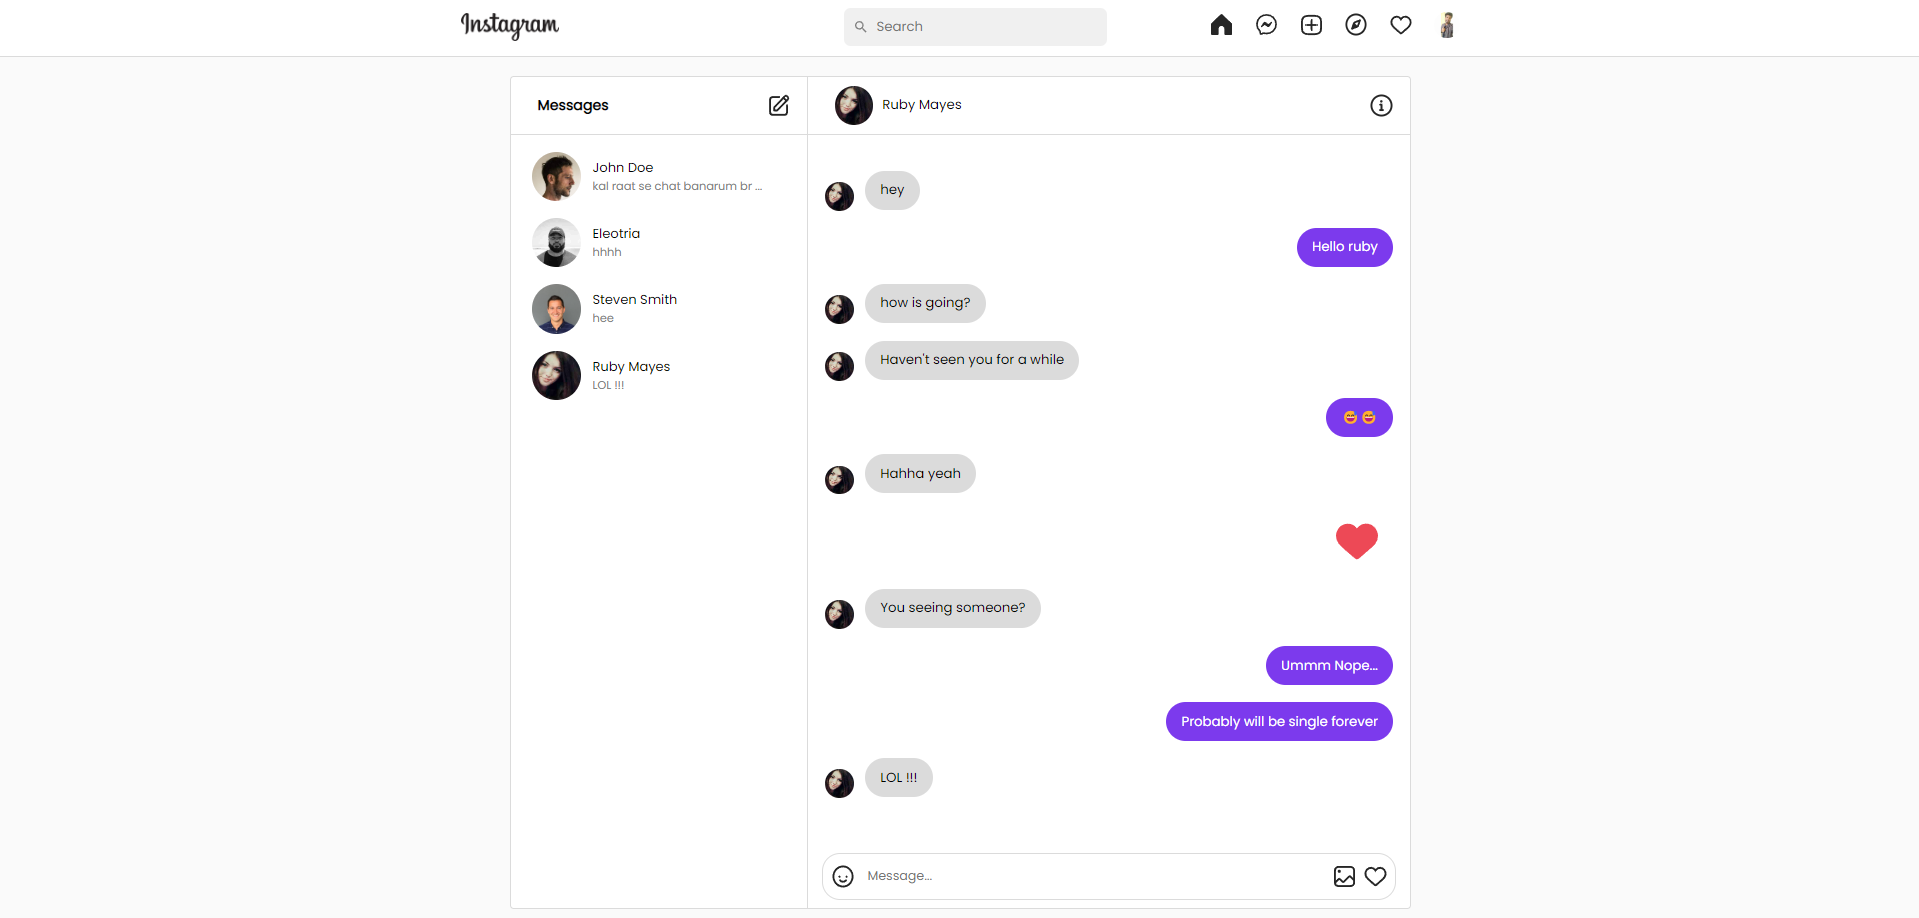 Instagram
Search
Messages
Ruby Mayes
John Doe
kal raat se chat banarum br ...
Eleotria
hhhh
Steven Smith
hee
Ruby Mayes
LOL !!!
hey
Hello ruby
how is going?
Haven't seen you for a while
😅😅
Hahha yeah
You seeing someone?
Ummm Nope...
Probably will be single forever
LOL !!!
Message...